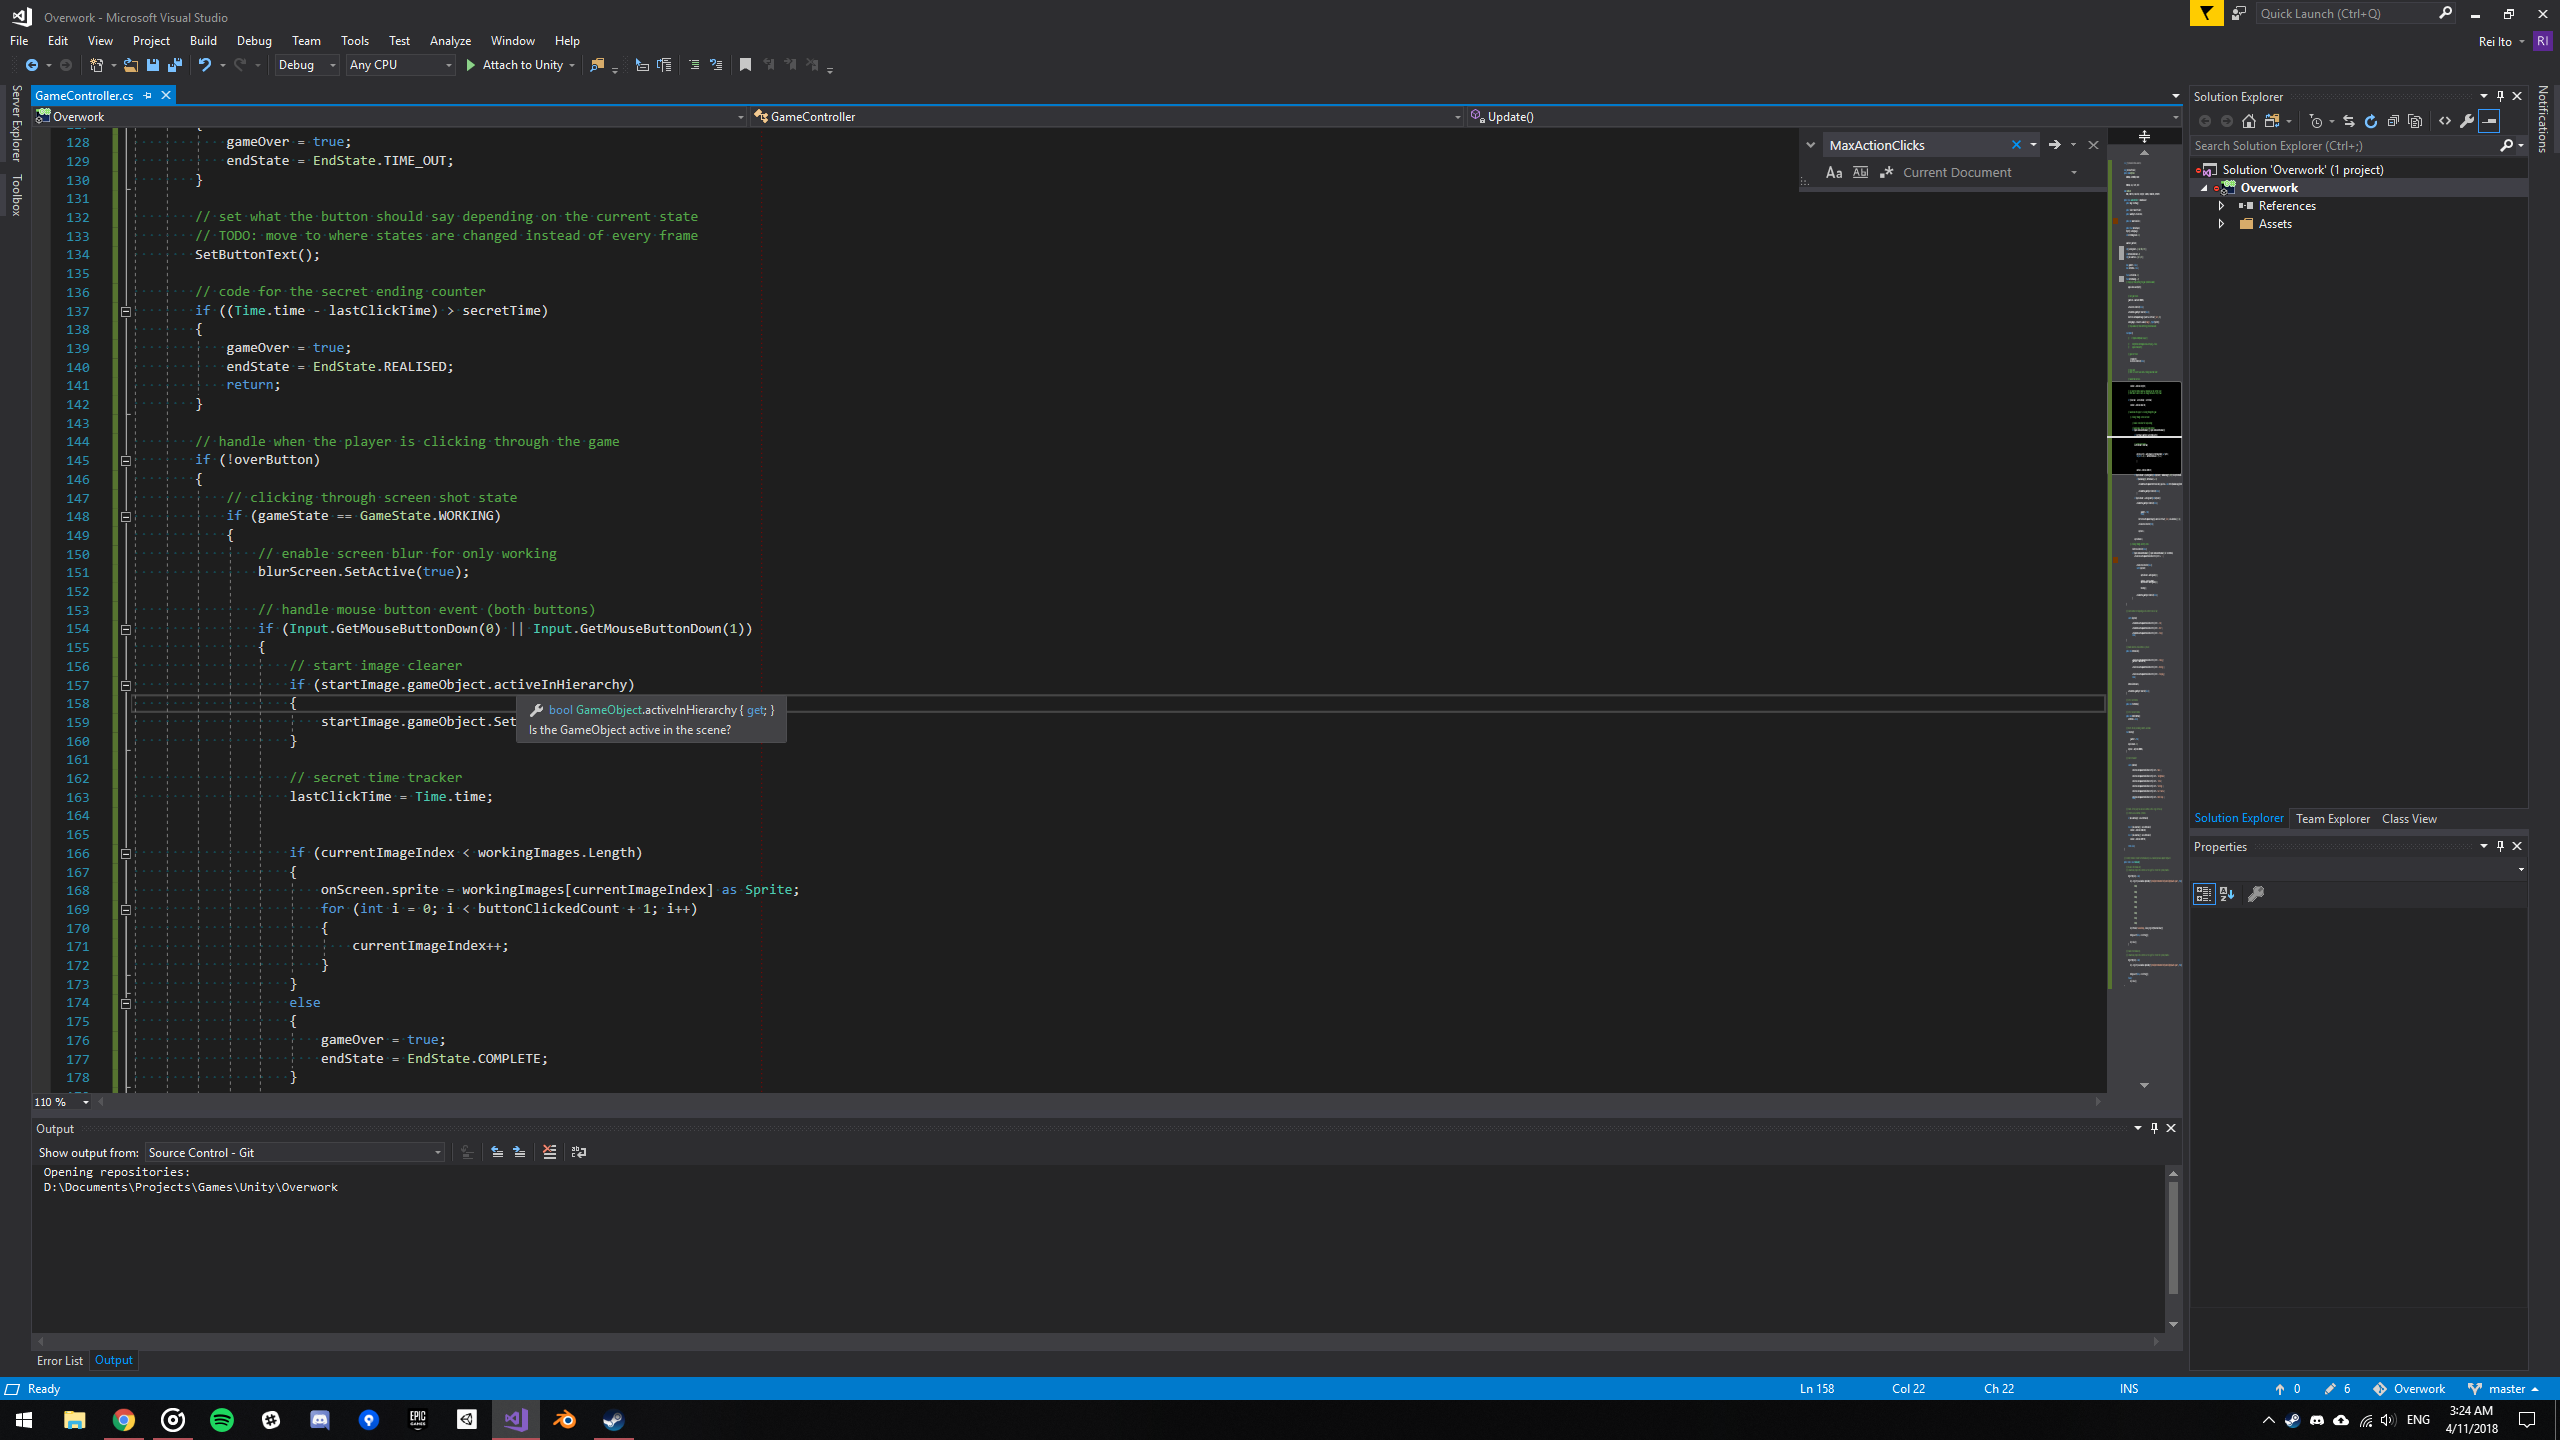 Overwork - Microsoft Visual Studio
Quick Launch (Ctrl+Q)
File Edit View Project Build Debug Team Tools Test Analyze Window Help
Rei Ito RI
Debug Any CPU Attach to Unity
Server Explorer
Toolbox
GameController.cs
Overwork GameController Update()
MaxActionClicks
Aa Current Document
128 gameOver = true;
129 endState = EndState.TIME_OUT;
130 }
131
132 // set what the button should say depending on the current state
133 // TODO: move to where states are changed instead of every frame
134 SetButtonText();
135
136 // code for the secret ending counter
137 if ((Time.time - lastClickTime) > secretTime)
138 {
139 gameOver = true;
140 endState = EndState.REALISED;
141 return;
142 }
143
144 // handle when the player is clicking through the game
145 if (!overButton)
146 {
147 // clicking through screen shot state
148 if (gameState == GameState.WORKING)
149 {
150 // enable screen blur for only working
151 blurScreen.SetActive(true);
152
153 // handle mouse button event (both buttons)
154 if (Input.GetMouseButtonDown(0) || Input.GetMouseButtonDown(1))
155 {
156 // start image clearer
157 if (startImage.gameObject.activeInHierarchy)
158 {
159 startImage.gameObject.Set
160 }
161
162 // secret time tracker
163 lastClickTime = Time.time;
164
165
166 if (currentImageIndex < workingImages.Length)
167 {
168 onScreen.sprite = workingImages[currentImageIndex] as Sprite;
169 for (int i = 0; i < buttonClickedCount + 1; i++)
170 {
171 currentImageIndex++;
172 }
173 }
174 else
175 {
176 gameOver = true;
177 endState = EndState.COMPLETE;
178 }
bool GameObject.activeInHierarchy { get; }
Is the GameObject active in the scene?
110 %
Output
Show output from: Source Control - Git
Opening repositories:
D:\Documents\Projects\Games\Unity\Overwork
Error List Output
Solution Explorer
Search Solution Explorer (Ctrl+;)
Solution 'Overwork' (1 project)
Overwork
References
Assets
Solution Explorer Team Explorer Class View
Properties
Notifications
Ready Ln 158 Col 22 Ch 22 INS 0 6 Overwork master
EPIC GAMES
ENG
3:24 AM
4/11/2018